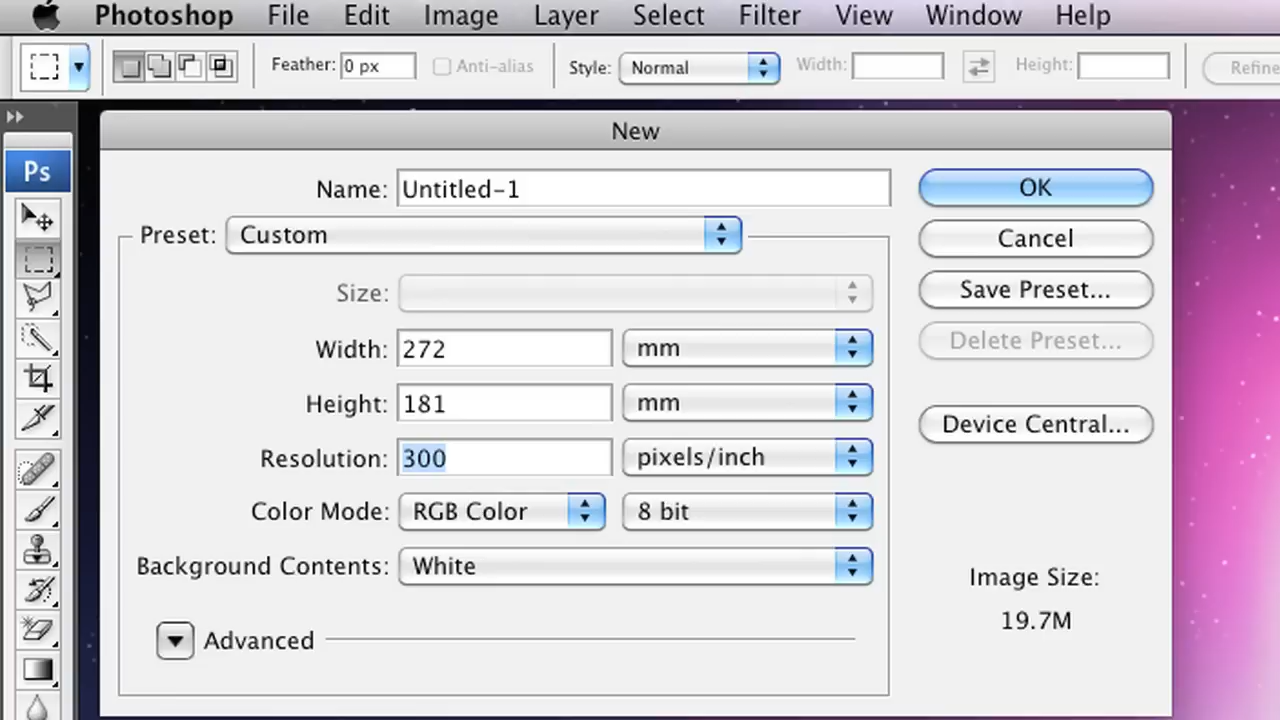 Photoshop File Edit Image Layer Select Filter View Window Help
Feather: 0 px Anti-alias Style: Normal Width: Height: Refine
New
Ps
Name: Untitled-1 OK
Preset: Custom Cancel
Size: Save Preset...
Width: 272 mm Delete Preset...
Height: 181 mm Device Central...
Resolution: 300 pixels/inch
Color Mode: RGB Color 8 bit
Background Contents: White Image Size:
19.7M
Advanced